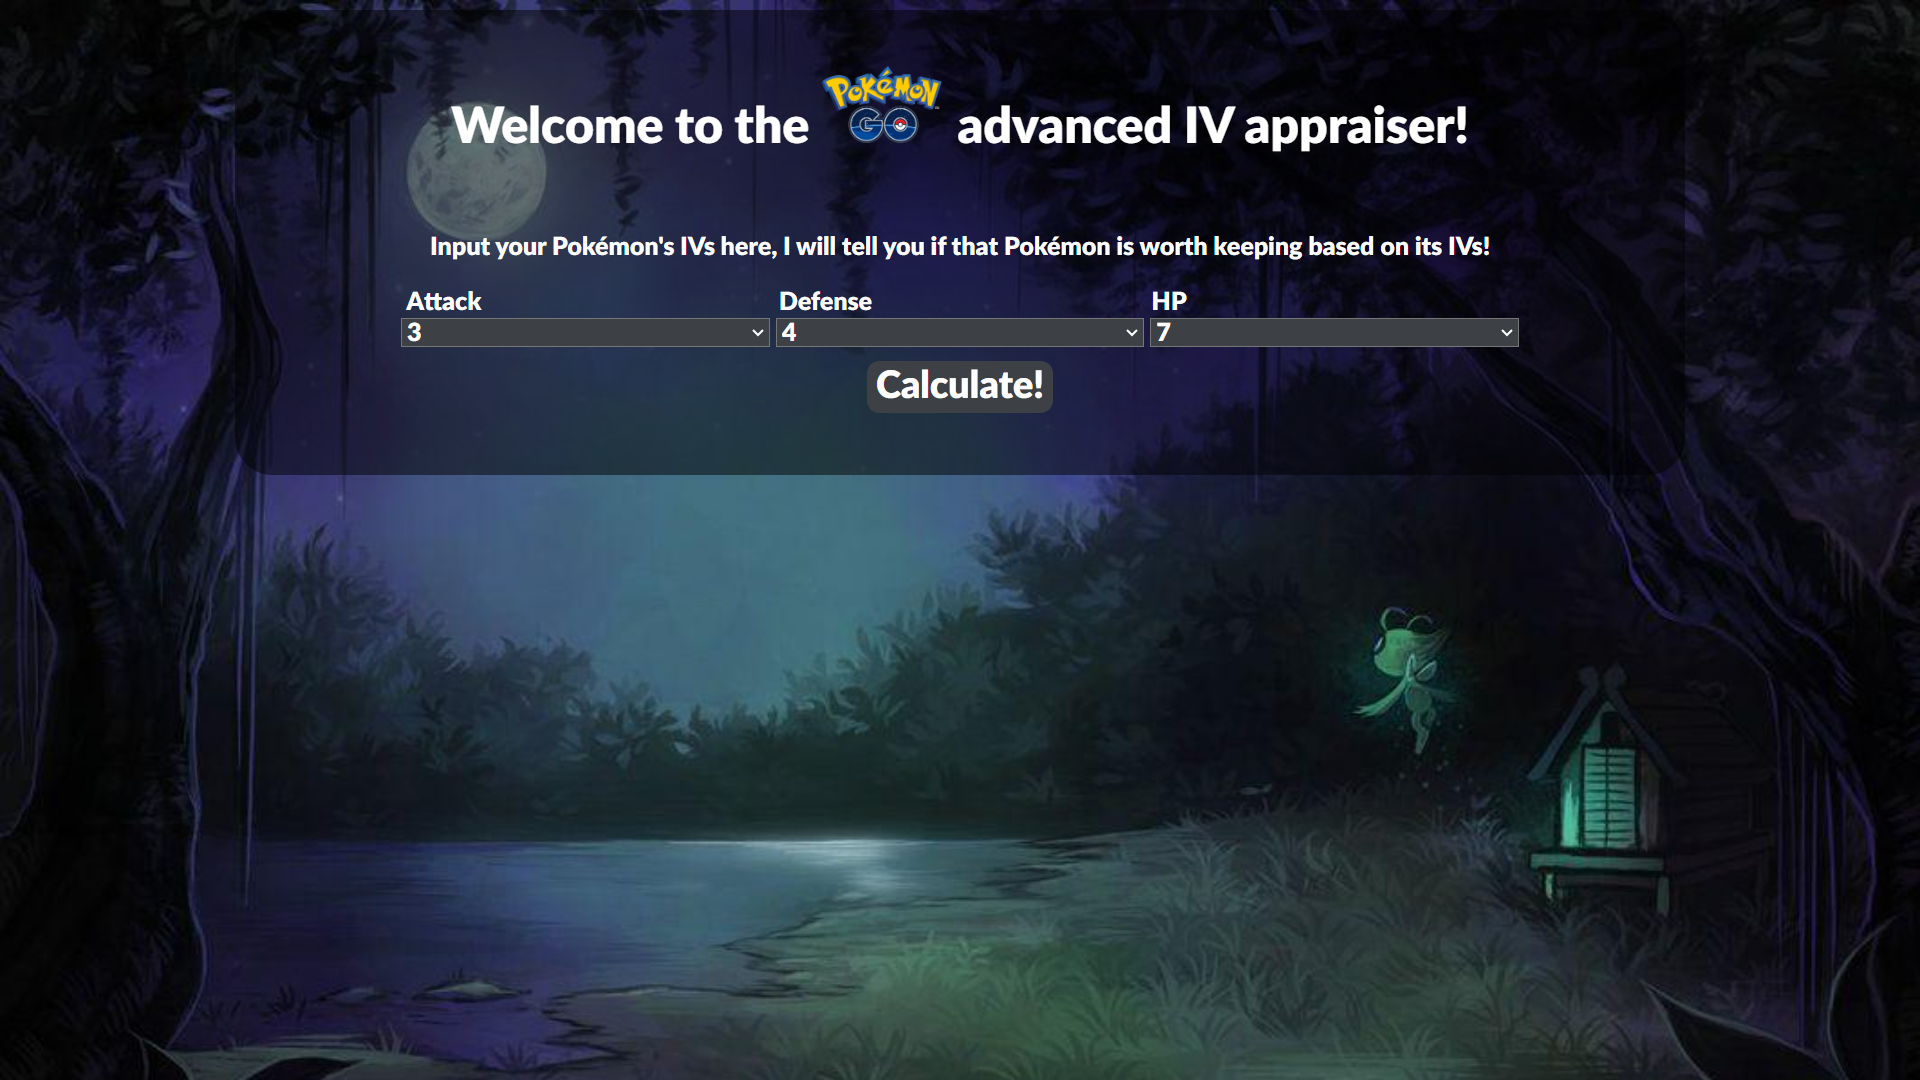 Welcome to the POKéMON GO advanced IV appraiser!
Input your Pokémon's IVs here, I will tell you if that Pokémon is worth keeping based on its IVs!
Attack Defense HP
3 4 7
Calculate!